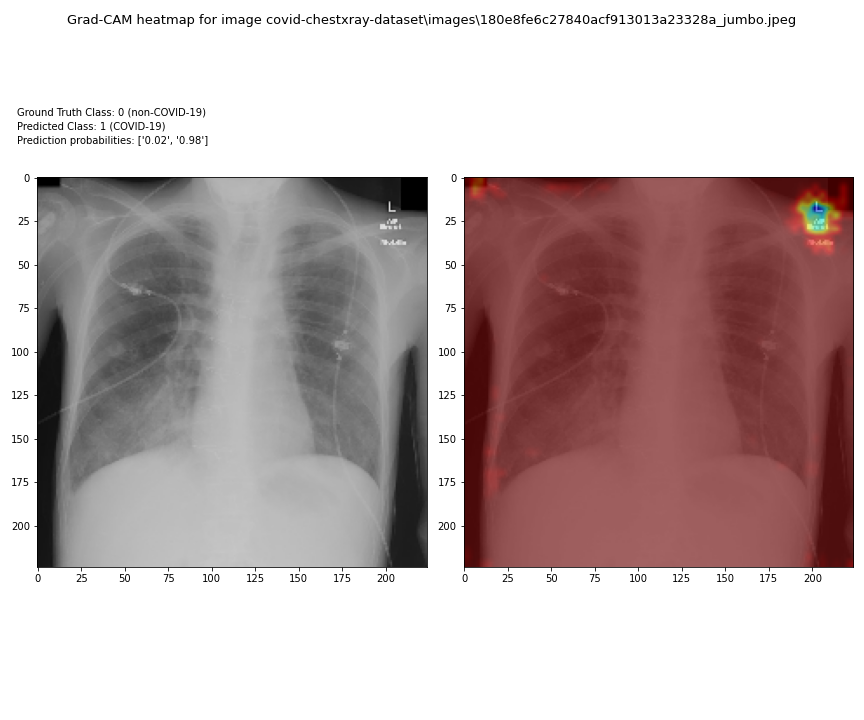 Grad-CAM heatmap for image covid-chestxray-dataset\images\180e8fe6c27840acf913013a23328a_jumbo.jpeg
Ground Truth Class: 0 (non-COVID-19)
Predicted Class: 1 (COVID-19)
Prediction probabilities: ['0.02', '0.98']
0
25
50
75
100
125
150
175
200
0 25 50 75 100 125 150 175 200
L
0
25
50
75
100
125
150
175
200
0 25 50 75 100 125 150 175 200
L